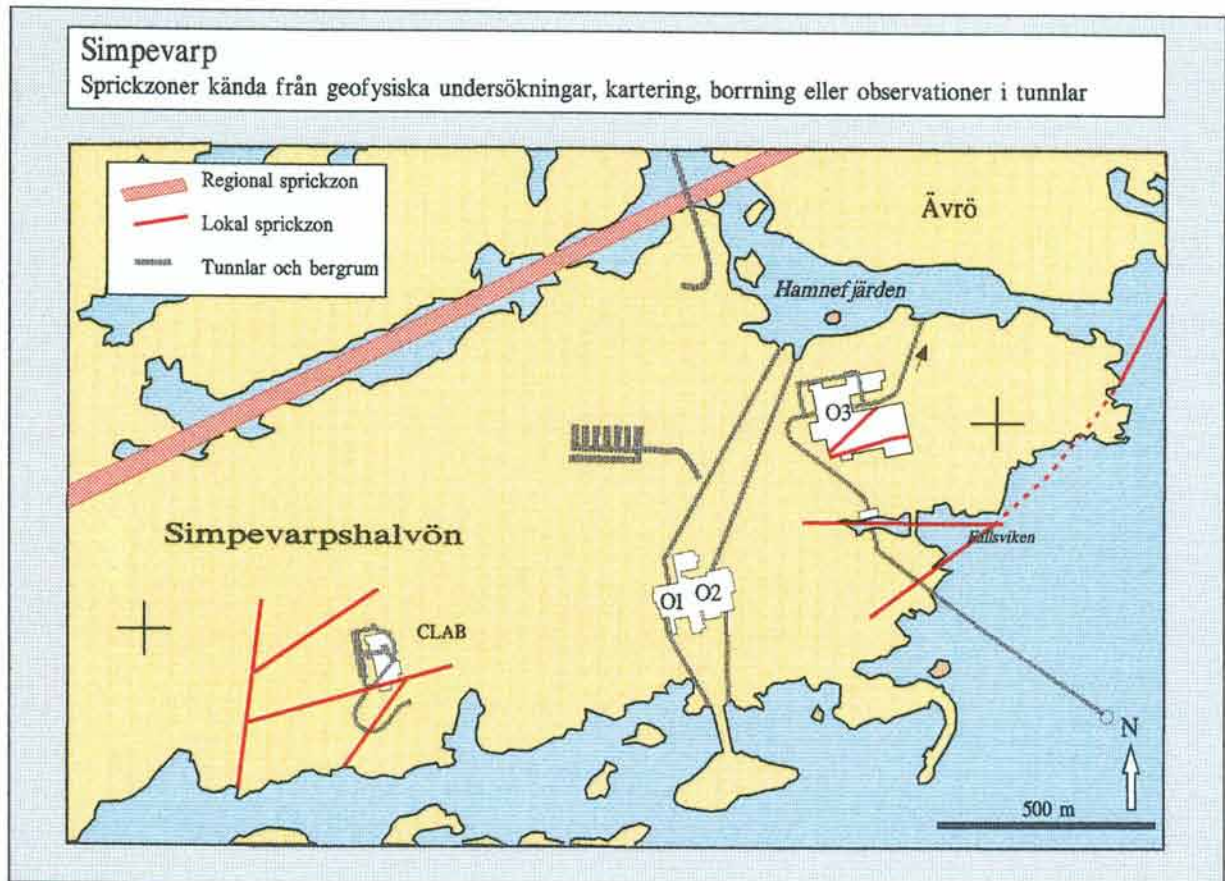 Simpevarp
Sprickzoner kända från geofysiska undersökningar, kartering, borrning eller observationer i tunnlar
Regional sprickzon
Lokal sprickzon
Tunnlar och bergrum
Ävrö
Hamnefjärden
O3
Simpevarpshalvön
Fallsviken
O1
O2
CLAB
N
500 m